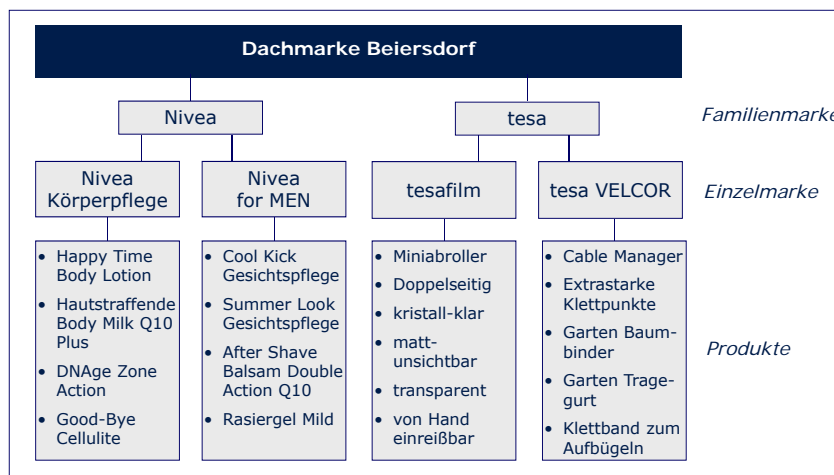 Dachmarke Beiersdorf
Nivea
tesa
Familienmarke
Nivea
Körperpflege
Nivea
for MEN
tesafilm
tesa VELCOR
Einzelmarke
• Happy Time
Body Lotion
• Hautstraffende
Body Milk Q10
Plus
• DNAge Zone
Action
• Good-Bye
Cellulite
• Cool Kick
Gesichtspflege
• Summer Look
Gesichtspflege
• After Shave
Balsam Double
Action Q10
• Rasiergel Mild
• Miniabroller
• Doppelseitig
• kristall-klar
• matt-
unsichtbar
• transparent
• von Hand
einreißbar
• Cable Manager
• Extrastarke
Klettpunkte
• Garten Baum-
binder
• Garten Trage-
gurt
• Klettband zum
Aufbügeln
Produkte